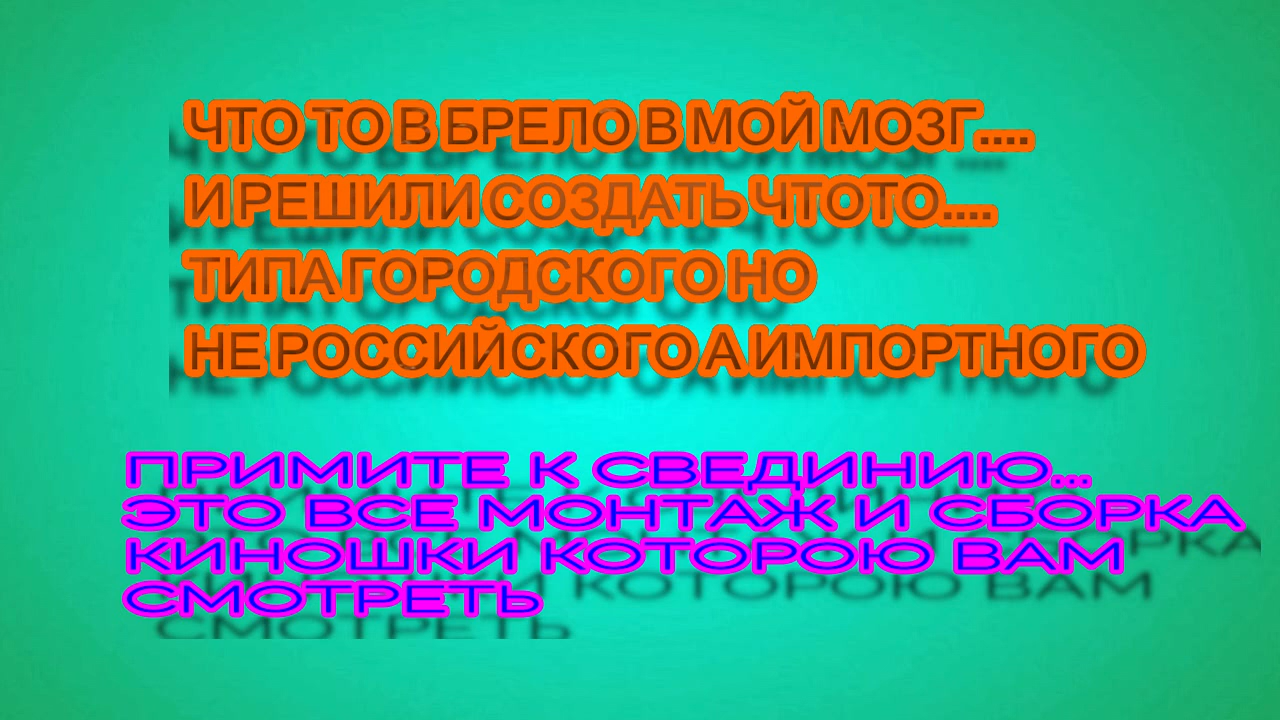 ЧТО ТО В БРЕЛО В МОЙ МОЗГ....
И РЕШИЛИ СОЗДАТЬ ЧТОТО....
ТИПА ГОРОДСКОГО НО
НЕ РОССИЙСКОГО А ИМПОРТНОГО
ПРИМИТЕ К СВЕДИНИЮ...
ЭТО ВСЕ МОНТАЖ И СБОРКА
КИНОШКИ КОТОРОЮ ВАМ
СМОТРЕТЬ